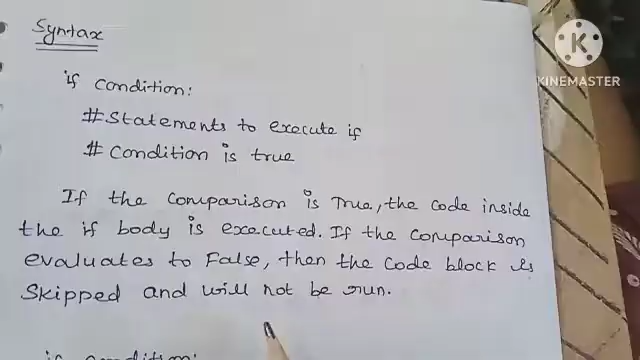 Syntax
if condition:
# Statements to execute if
# condition is true
If the comparison is True, the code inside
the if body is executed. If the comparison
evaluates to False, then the code block is
Skipped and will not be run.
if condition:
K
KINEMASTER